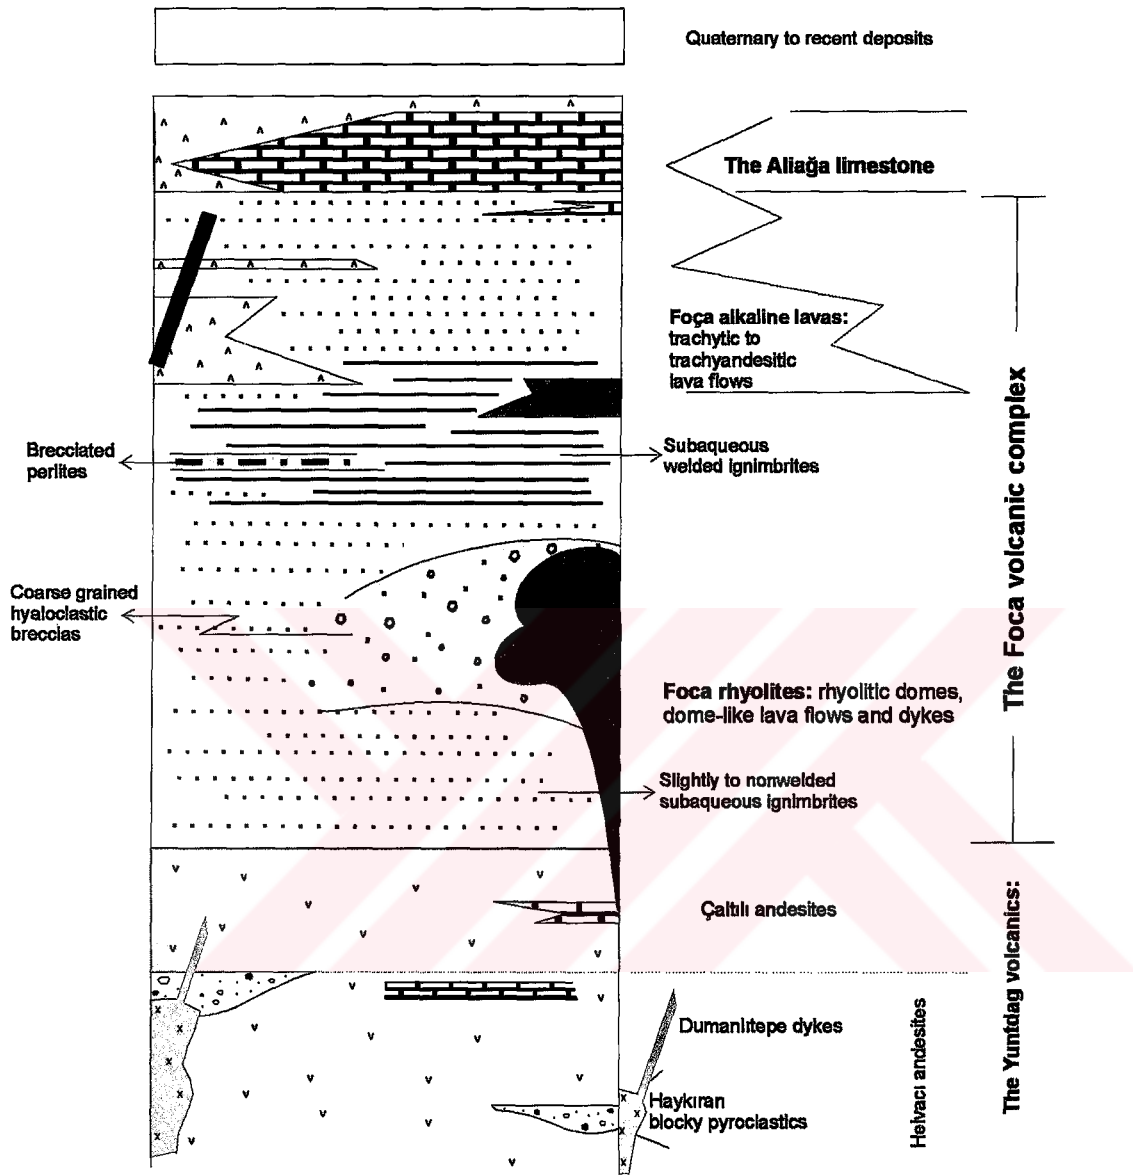 Quaternary to recent deposits
The Aliağa limestone
Foça alkaline lavas:
trachytic to
trachyandesitic
lava flows
Brecciated
perlites
Subaqueous
welded ignimbrites
The Foca volcanic complex
Coarse grained
hyaloclastic
breccias
Foca rhyolites: rhyolitic domes,
dome-like lava flows and dykes
Slightly to nonwelded
subaqueous ignimbrites
Çaltılı andesites
Dumanlıtepe dykes
Haykıran
blocky pyroclastics
Helvacı andesites
The Yuntdag volcanics: